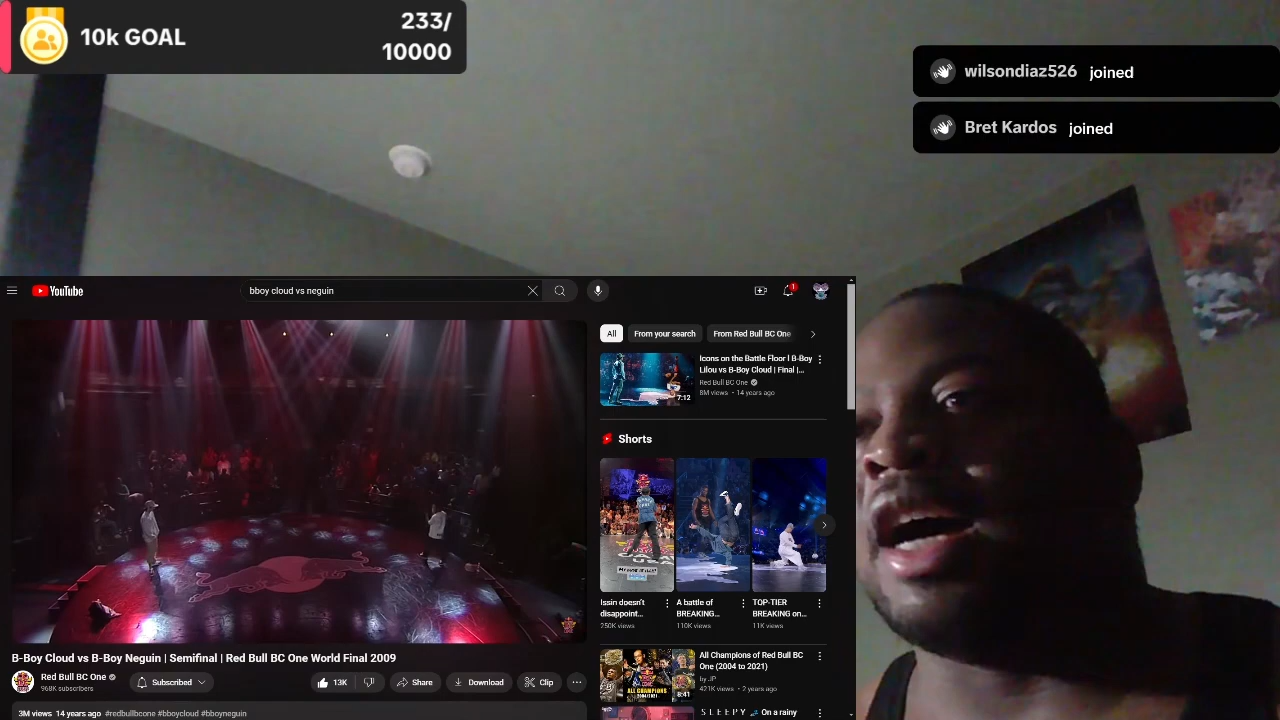 10k GOAL
233/
10000
wilsondiaz526 joined
Bret Kardos joined
YouTube
bboy cloud vs neguin
1
All
From your search
From Red Bull BC One
Icons on the Battle Floor | B-Boy
Lilou vs B-Boy Cloud | Final |...
Red Bull BC One
8M views • 14 years ago
7:12
Shorts
Issin doesn't
disappoint...
250K views
A battle of
BREAKING...
110K views
TOP-TIER
BREAKING on...
11K views
B-Boy Cloud vs B-Boy Neguin | Semifinal | Red Bull BC One World Final 2009
Red Bull BC One
968K subscribers
Subscribed
13K
Share
Download
Clip
All Champions of Red Bull BC
One (2004 to 2021)
by JP
421K views • 2 years ago
ALL CHAMPIONS
8:41
S L E E P Y
On a rainy
3M views 14 years ago #redbullbcone #bboycloud #bboyneguin